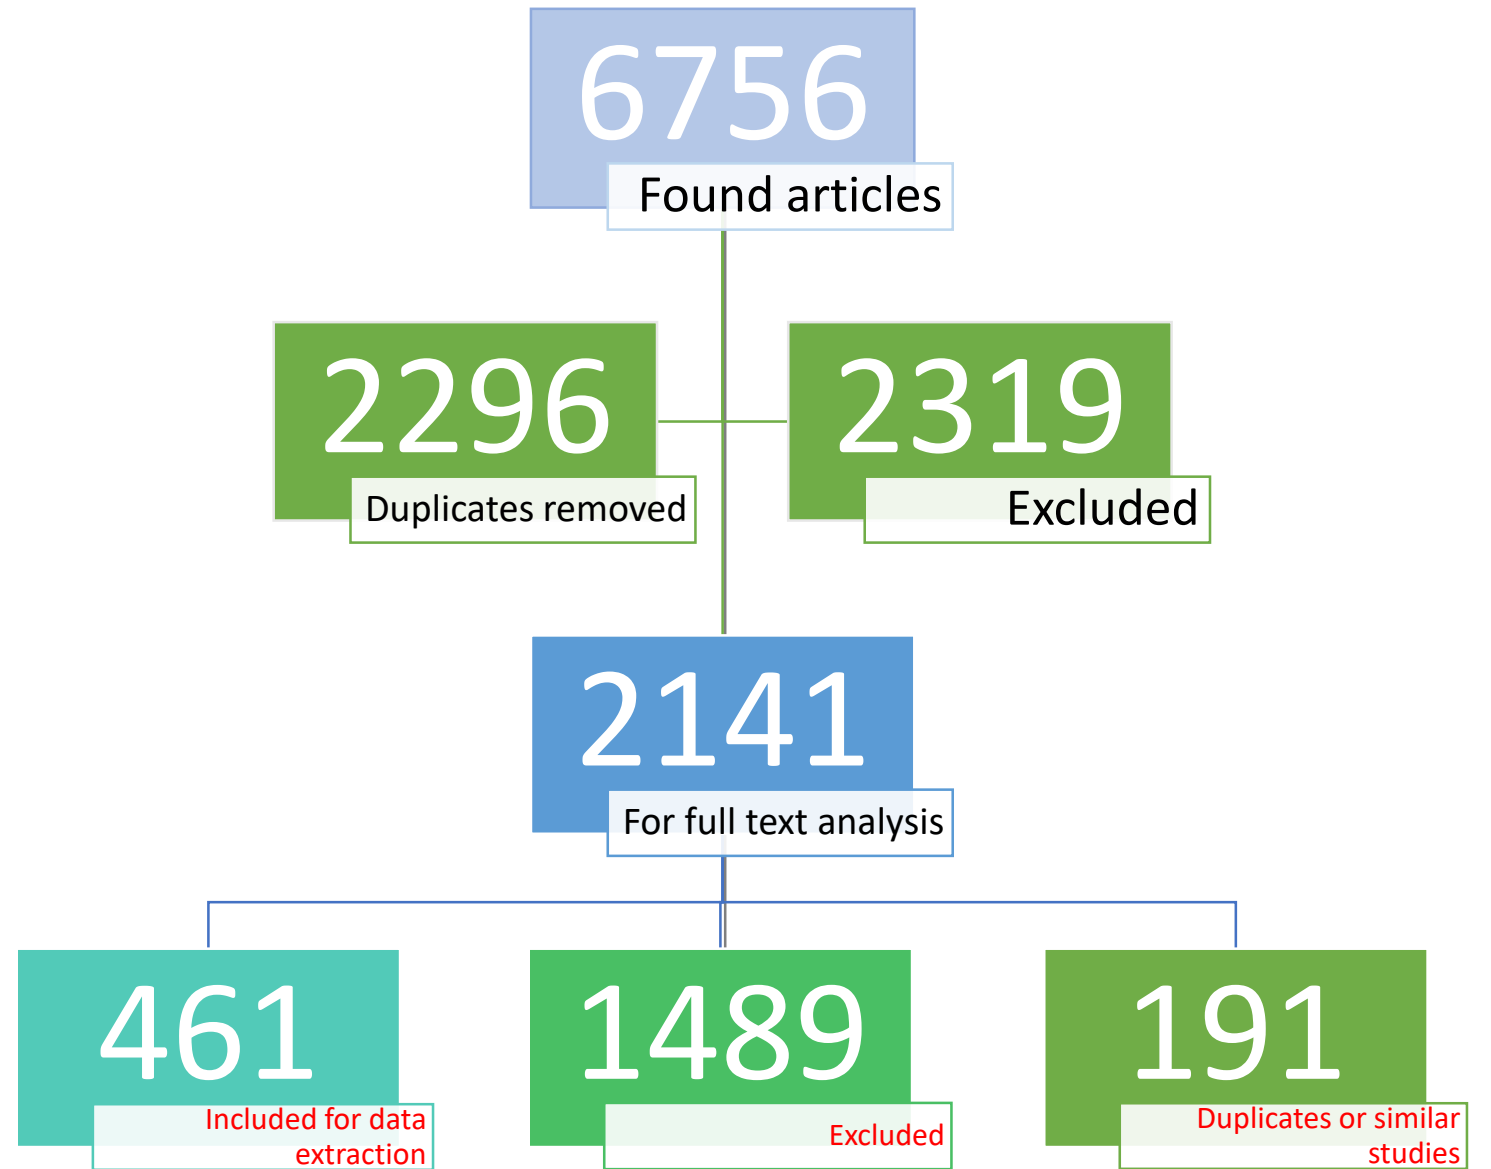 6756
Found articles
2296
Duplicates removed
2319
Excluded
2141
For full text analysis
461
Included for data
extraction
1489
Excluded
191
Duplicates or similar
studies